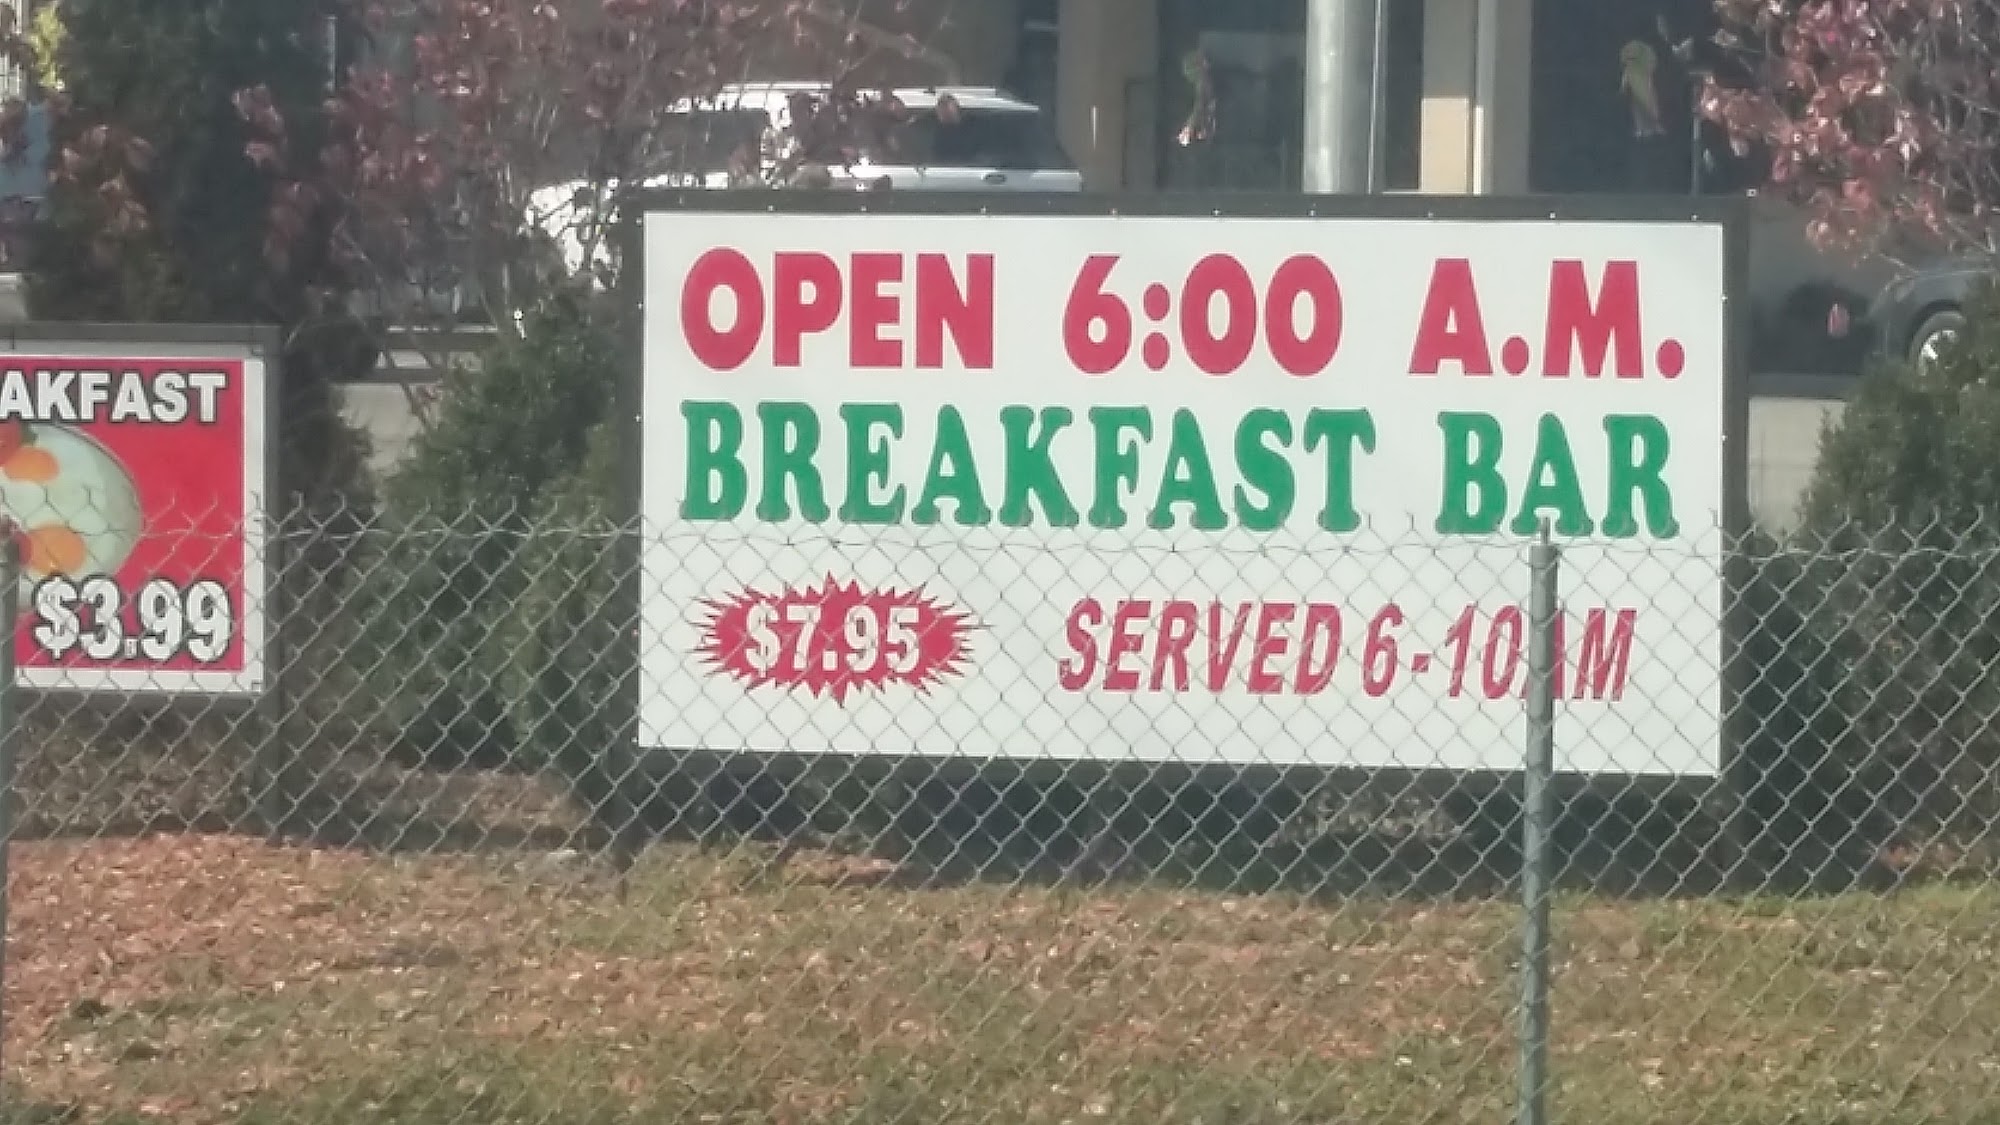 AKFAST
$3.99
OPEN 6:00 A.M.
BREAKFAST BAR
$7.95 SERVED 6-10AM